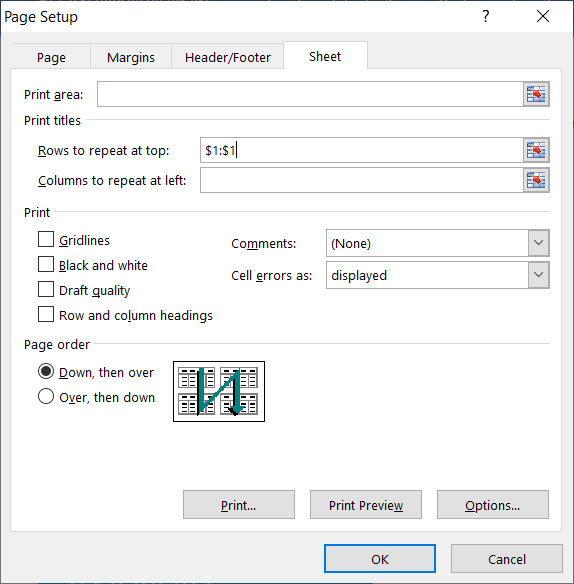 Page Setup ?
Page Margins Header/Footer Sheet
Print area:
Print titles
Rows to repeat at top: $1:$1
Columns to repeat at left:
Print
Gridlines Comments: (None)
Black and white Cell errors as: displayed
Draft quality
Row and column headings
Page order
Down, then over
Over, then down
Print... Print Preview Options...
OK Cancel